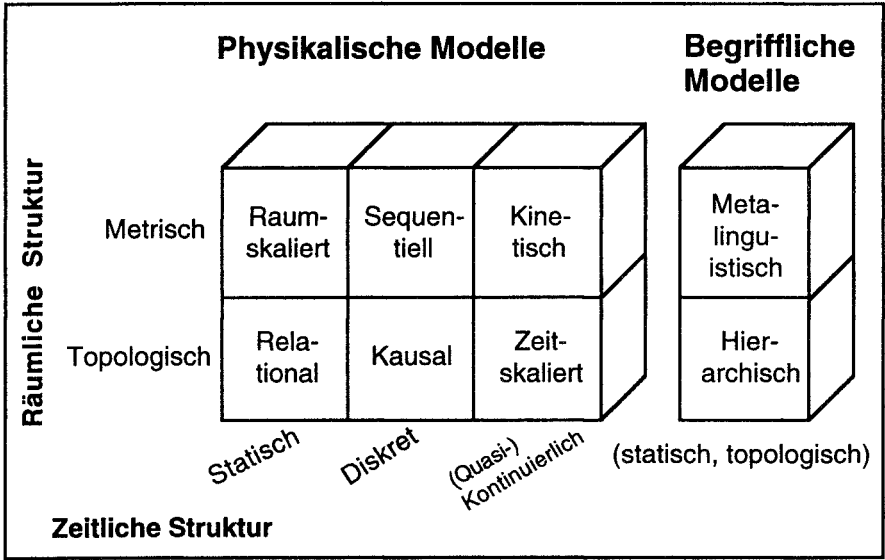 Physikalische Modelle
Begriffliche
Modelle
Räumliche Struktur
Metrisch
Raum-
skaliert
Sequen-
tiell
Kine-
tisch
Meta-
lingu-
istisch
Topologisch
Rela-
tional
Kausal
Zeit-
skaliert
Hier-
archisch
Statisch
Diskret
(Quasi-)
Kontinuierlich
(statisch, topologisch)
Zeitliche Struktur